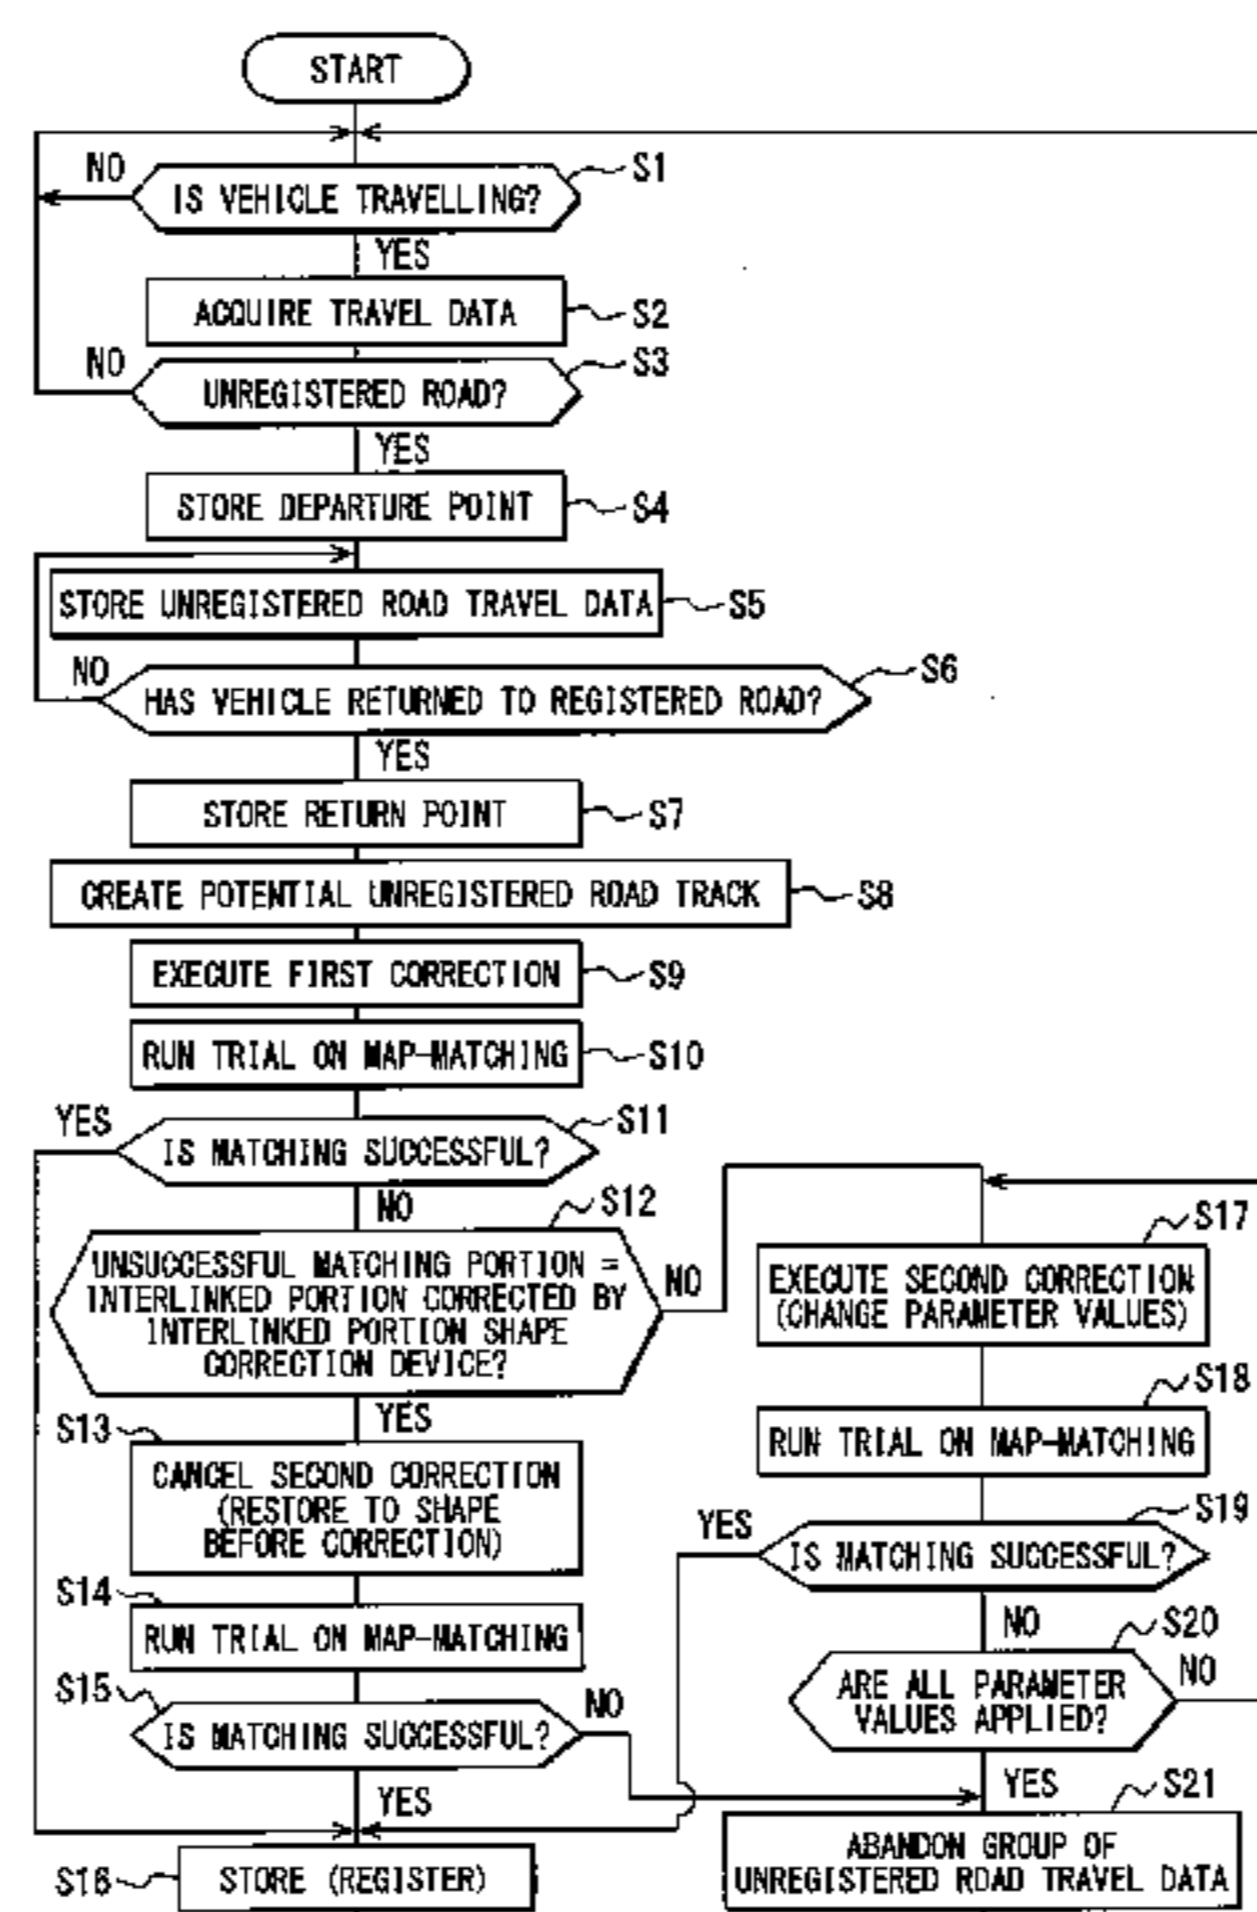 START
NO
IS VEHICLE TRAVELLING?
S1
YES
ACQUIRE TRAVEL DATA
S2
NO
UNREGISTERED ROAD?
S3
YES
STORE DEPARTURE POINT
S4
STORE UNREGISTERED ROAD TRAVEL DATA
S5
NO
HAS VEHICLE RETURNED TO REGISTERED ROAD?
S6
YES
STORE RETURN POINT
S7
CREATE POTENTIAL UNREGISTERED ROAD TRACK
S8
EXECUTE FIRST CORRECTION
S9
RUN TRIAL ON MAP-MATCHING
S10
YES
IS MATCHING SUCCESSFUL?
S11
NO
S12
UNSUCCESSFUL MATCHING PORTION =
INTERLINKED PORTION CORRECTED BY
INTERLINKED PORTION SHAPE
CORRECTION DEVICE?
NO
YES
S13
CANCEL SECOND CORRECTION
(RESTORE TO SHAPE
BEFORE CORRECTION)
S14
RUN TRIAL ON MAP-MATCHING
S15
IS MATCHING SUCCESSFUL?
NO
YES
S16
STORE (REGISTER)
S17
EXECUTE SECOND CORRECTION
(CHANGE PARAMETER VALUES)
S18
RUN TRIAL ON MAP-MATCHING
S19
YES
IS MATCHING SUCCESSFUL?
NO
S20
ARE ALL PARAMETER
VALUES APPLIED?
NO
YES
S21
ABANDON GROUP OF
UNREGISTERED ROAD TRAVEL DATA